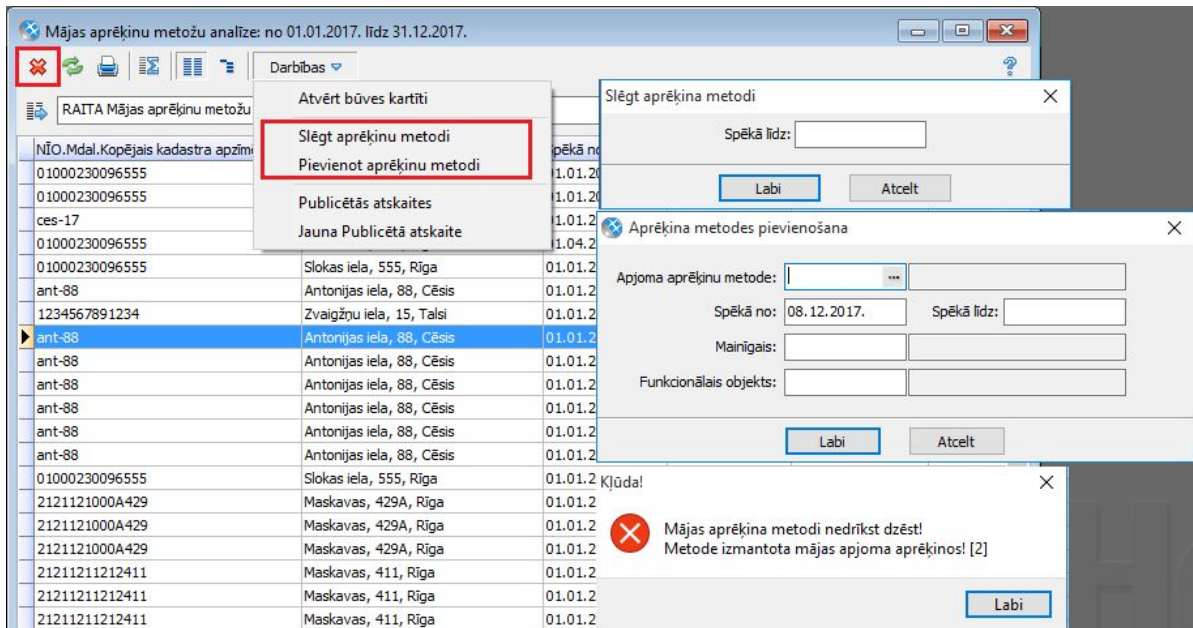 Mājas aprēķinu metožu analīze: no 01.01.2017. līdz 31.12.2017.
Darbības
RAITA Mājas aprēķinu metožu
Atvērt būves kartīti
Slēgt aprēķinu metodi
Pievienot aprēķinu metodi
Publicētās atskaites
Jauna Publicētā atskaite
NĪO.Mdal.Kopējais kadastra
01000230096555
01000230096555
ces-17
01000230096555
01000230096555 Slokas iela, 555, Rīga
ant-88 Antonijas iela, 88, Cēsis
1234567891234 Zvaigžņu iela, 15, Talsi
ant-88 Antonijas iela, 88, Cēsis
ant-88 Antonijas iela, 88, Cēsis
ant-88 Antonijas iela, 88, Cēsis
ant-88 Antonijas iela, 88, Cēsis
ant-88 Antonijas iela, 88, Cēsis
ant-88 Antonijas iela, 88, Cēsis
01000230096555 Slokas iela, 555, Rīga
2121121000A429 Maskavas, 429A, Rīga
2121121000A429 Maskavas, 429A, Rīga
2121121000A429 Maskavas, 429A, Rīga
21211211212411 Maskavas, 411, Rīga
21211211212411 Maskavas, 411, Rīga
21211211212411 Maskavas, 411, Rīga
Slēgt aprēķina metodi
Spēkā līdz:
Labi Atcelt
Aprēķina metodes pievienošana
Apjoma aprēķinu metode: ...
Spēkā no: 08.12.2017. Spēkā līdz:
Mainīgais:
Funkcionālais objekts:
Labi Atcelt
Kļūda!
Mājas aprēķina metodi nedrīkst dzēst!
Metode izmantota mājas apjoma aprēķinos! [2]
Labi